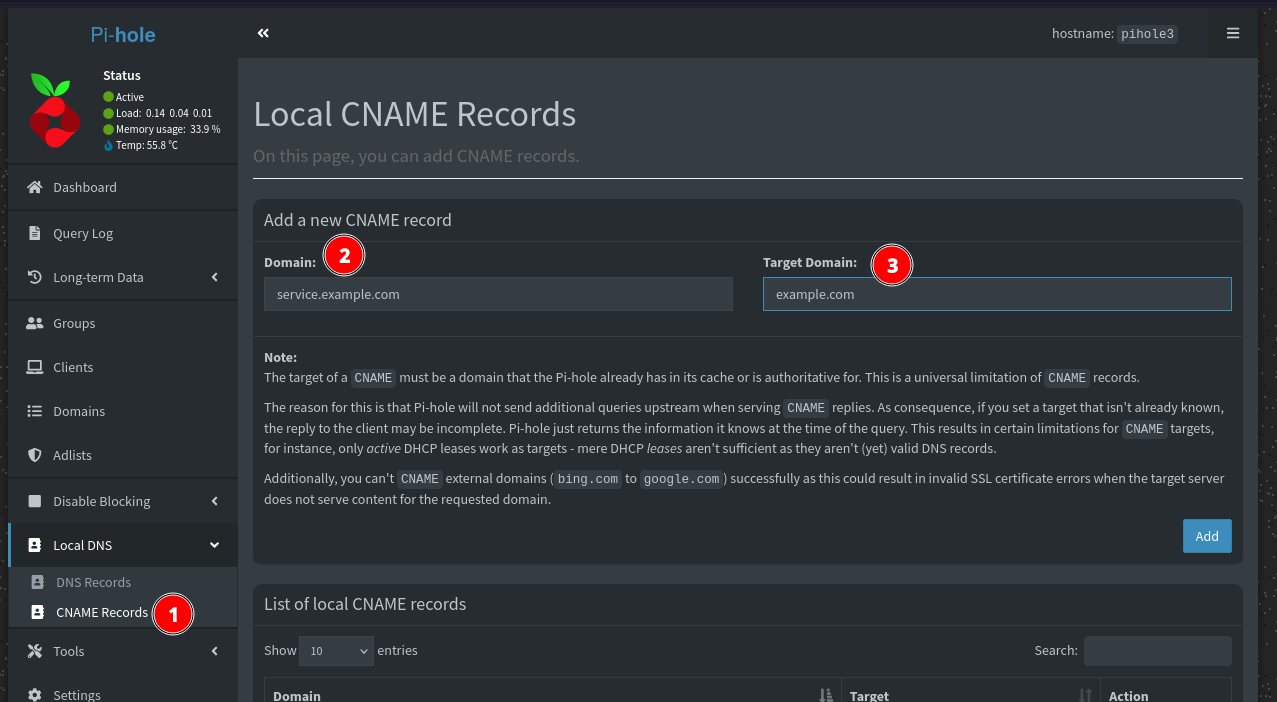 Pi-hole
hostname: pihole3
Status
Active
Load: 0.14 0.04 0.01
Memory usage: 33.9 %
Temp: 55.8 °C
Dashboard
Query Log
Long-term Data
Groups
Clients
Domains
Adlists
Disable Blocking
Local DNS
DNS Records
CNAME Records 1
Tools
Settings
Local CNAME Records
On this page, you can add CNAME records.
Add a new CNAME record
Domain: 2
service.example.com
Target Domain: 3
example.com
Note:
The target of a CNAME must be a domain that the Pi-hole already has in its cache or is authoritative for. This is a universal limitation of CNAME records.
The reason for this is that Pi-hole will not send additional queries upstream when serving CNAME replies. As consequence, if you set a target that isn't already known,
the reply to the client may be incomplete. Pi-hole just returns the information it knows at the time of the query. This results in certain limitations for CNAME targets,
for instance, only active DHCP leases work as targets - mere DHCP leases aren't sufficient as they aren't (yet) valid DNS records.
Additionally, you can't CNAME external domains (bing.com to google.com) successfully as this could result in invalid SSL certificate errors when the target server
does not serve content for the requested domain.
Add
List of local CNAME records
Show 10 entries
Search:
Domain Target Action